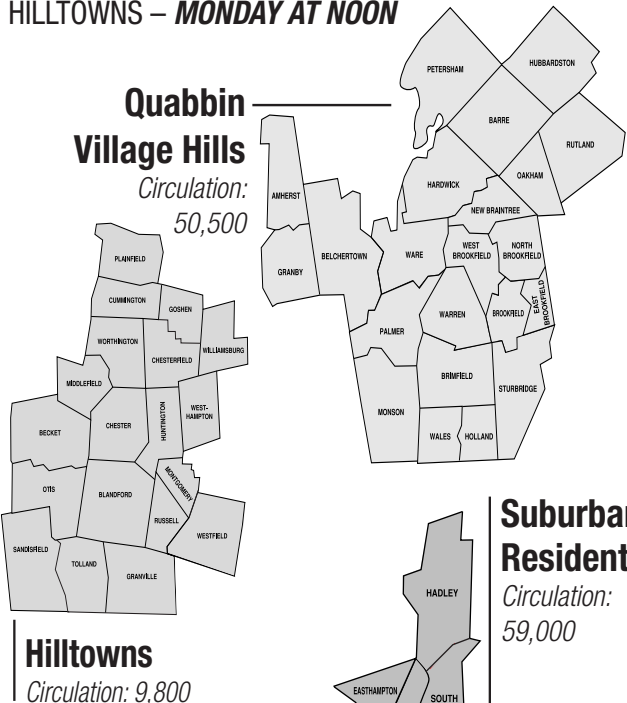 HILLTOWNS – MONDAY AT NOON
Quabbin
Village Hills
Circulation:
50,500
PETERSHAM
HUBBARDSTON
BARRE
RUTLAND
OAKHAM
HARDWICK
NEW BRAINTREE
AMHERST
GRANBY
BELCHERTOWN
WARE
WEST
BROOKFIELD
NORTH
BROOKFIELD
EAST
BROOKFIELD
BROOKFIELD
WARREN
PALMER
BRIMFIELD
STURBRIDGE
MONSON
WALES
HOLLAND
PLAINFIELD
CUMMINGTON
GOSHEN
WORTHINGTON
CHESTERFIELD
WILLIAMSBURG
MIDDLEFIELD
BECKET
CHESTER
HUNTINGTON
WEST-
HAMPTON
MONTGOMERY
OTIS
BLANDFORD
RUSSELL
WESTFIELD
SANDISFIELD
TOLLAND
GRANVILLE
Hilltowns
Circulation: 9,800
Suburban
Resident
Circulation:
59,000
HADLEY
EASTHAMPTON
SOUTH